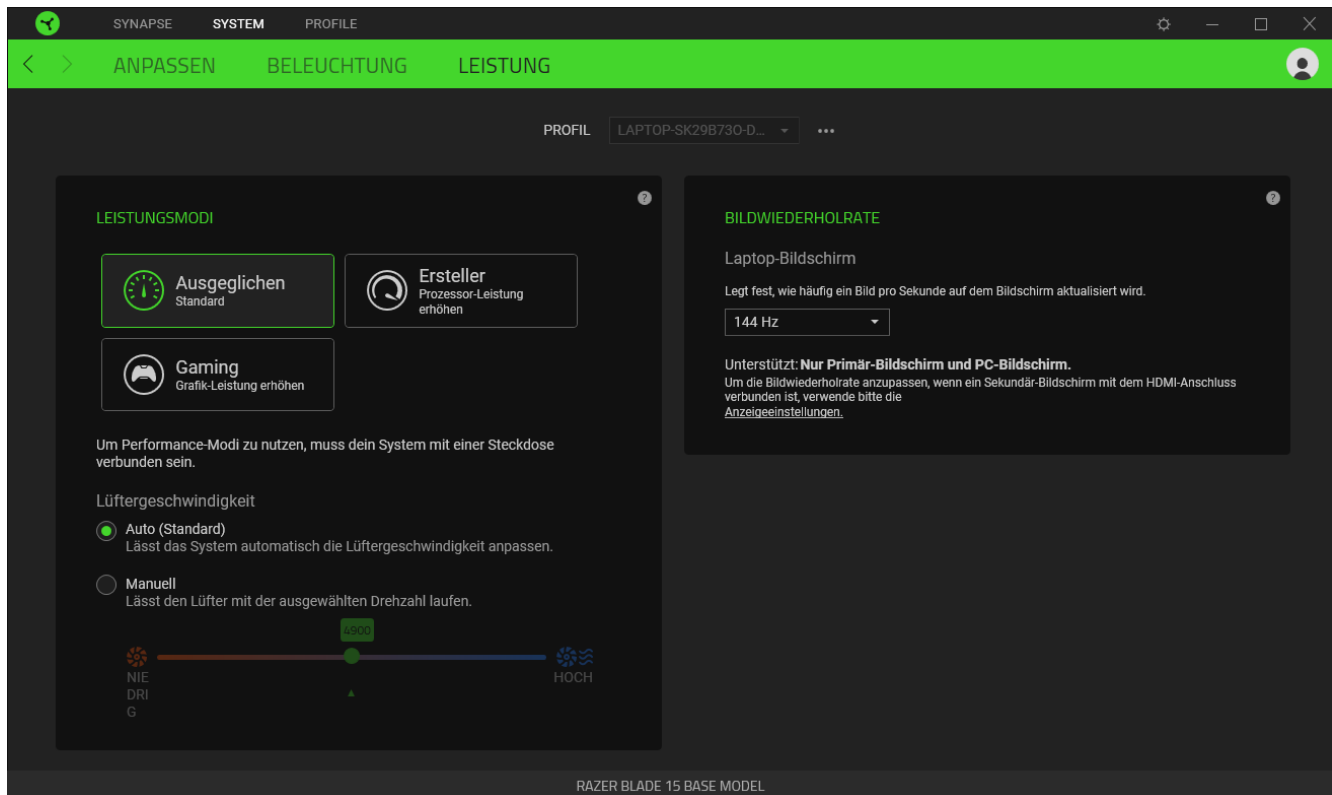 SYNAPSE SYSTEM PROFILE
ANPASSEN BELEUCHTUNG LEISTUNG
PROFIL LAPTOP-SK29B73O-D...
LEISTUNGSMODI
Ausgeglichen
Standard
Ersteller
Prozessor-Leistung
erhöhen
Gaming
Grafik-Leistung erhöhen
Um Performance-Modi zu nutzen, muss dein System mit einer Steckdose
verbunden sein.
Lüftergeschwindigkeit
Auto (Standard)
Lässt das System automatisch die Lüftergeschwindigkeit anpassen.
Manuell
Lässt den Lüfter mit der ausgewählten Drehzahl laufen.
4900
NIE
DRI
G
HOCH
BILDWIEDERHOLRATE
Laptop-Bildschirm
Legt fest, wie häufig ein Bild pro Sekunde auf dem Bildschirm aktualisiert wird.
144 Hz
Unterstützt: Nur Primär-Bildschirm und PC-Bildschirm.
Um die Bildwiederholrate anzupassen, wenn ein Sekundär-Bildschirm mit dem HDMI-Anschluss
verbunden ist, verwende bitte die
Anzeigeeinstellungen.
RAZER BLADE 15 BASE MODEL